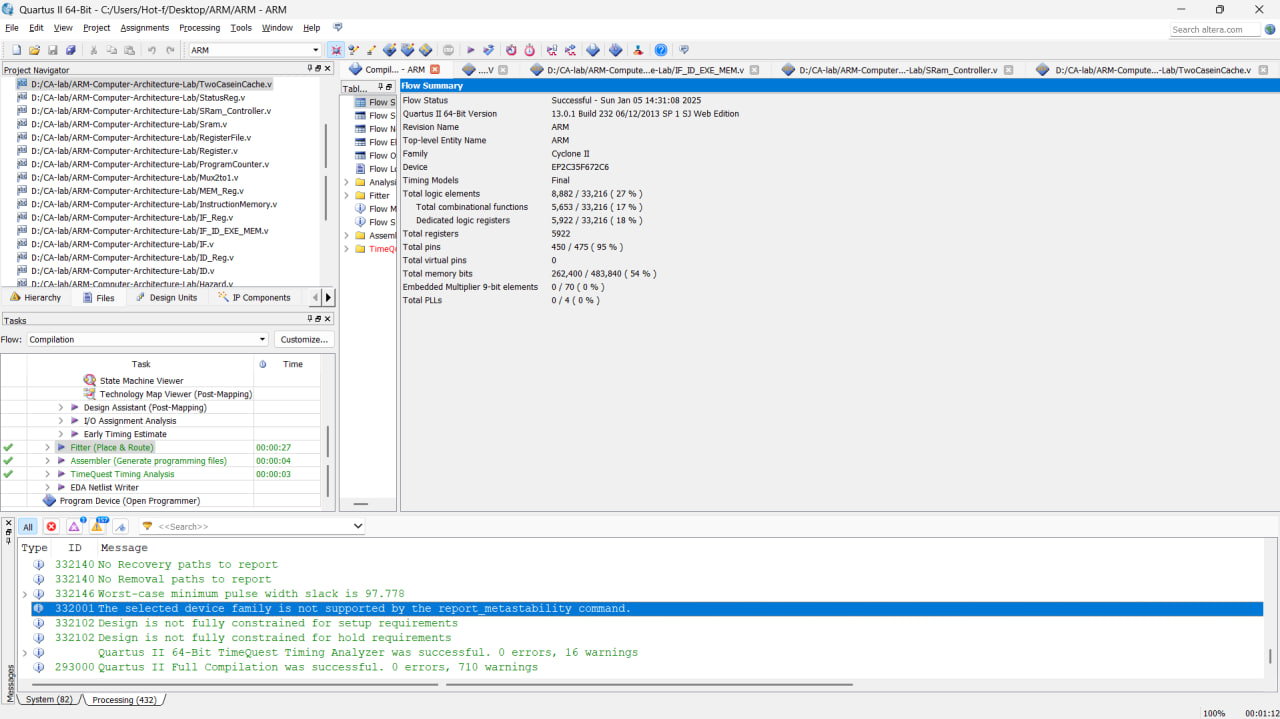 Quartus II 64-Bit - C:/Users/Hot-f/Desktop/ARM/ARM - ARM
File Edit View Project Assignments Processing Tools Window Help
Search altera.com
ARM
Project Navigator
D:/CA-lab/ARM-Computer-Architecture-Lab/TwoCaseinCache.v
D:/CA-lab/ARM-Computer-Architecture-Lab/StatusReg.v
D:/CA-lab/ARM-Computer-Architecture-Lab/SRam_Controller.v
D:/CA-lab/ARM-Computer-Architecture-Lab/Sram.v
D:/CA-lab/ARM-Computer-Architecture-Lab/RegisterFile.v
D:/CA-lab/ARM-Computer-Architecture-Lab/Register.v
D:/CA-lab/ARM-Computer-Architecture-Lab/ProgramCounter.v
D:/CA-lab/ARM-Computer-Architecture-Lab/Mux2to1.v
D:/CA-lab/ARM-Computer-Architecture-Lab/MEM_Reg.v
D:/CA-lab/ARM-Computer-Architecture-Lab/InstructionMemory.v
D:/CA-lab/ARM-Computer-Architecture-Lab/IF_Reg.v
D:/CA-lab/ARM-Computer-Architecture-Lab/IF_ID_EXE_MEM.v
D:/CA-lab/ARM-Computer-Architecture-Lab/IF.v
D:/CA-lab/ARM-Computer-Architecture-Lab/ID_Reg.v
D:/CA-lab/ARM-Computer-Architecture-Lab/ID.v
D:/CA-lab/ARM-Computer-Architecture-Lab/Hazard.v
Hierarchy Files Design Units IP Components
Tasks
Flow: Compilation Customize...
Task Time
State Machine Viewer
Technology Map Viewer (Post-Mapping)
Design Assistant (Post-Mapping)
I/O Assignment Analysis
Early Timing Estimate
Fitter (Place & Route) 00:00:27
Assembler (Generate programming files) 00:00:04
TimeQuest Timing Analysis 00:00:03
EDA Netlist Writer
Program Device (Open Programmer)
Compil... - ARM ....V D:/CA-lab/ARM-Compute...e-Lab/IF_ID_EXE_MEM.v D:/CA-lab/ARM-Computer...-Lab/SRam_Controller.v D:/CA-lab/ARM-Compute...-Lab/TwoCaseinCache.v
Tabl...
Flow S
Flow S
Flow N
Flow El
Flow O
Flow Lo
Analysi
Fitter
Flow M
Flow S
Assem
TimeQu
Flow Summary
Flow Status Successful - Sun Jan 05 14:31:08 2025
Quartus II 64-Bit Version 13.0.1 Build 232 06/12/2013 SP 1 SJ Web Edition
Revision Name ARM
Top-level Entity Name ARM
Family Cyclone II
Device EP2C35F672C6
Timing Models Final
Total logic elements 8,882 / 33,216 ( 27 % )
Total combinational functions 5,653 / 33,216 ( 17 % )
Dedicated logic registers 5,922 / 33,216 ( 18 % )
Total registers 5922
Total pins 450 / 475 ( 95 % )
Total virtual pins 0
Total memory bits 262,400 / 483,840 ( 54 % )
Embedded Multiplier 9-bit elements 0 / 70 ( 0 % )
Total PLLs 0 / 4 ( 0 % )
All 157 <<Search>>
Type ID Message
332140 No Recovery paths to report
332140 No Removal paths to report
332146 Worst-case minimum pulse width slack is 97.778
332001 The selected device family is not supported by the report_metastability command.
332102 Design is not fully constrained for setup requirements
332102 Design is not fully constrained for hold requirements
Quartus II 64-Bit TimeQuest Timing Analyzer was successful. 0 errors, 16 warnings
293000 Quartus II Full Compilation was successful. 0 errors, 710 warnings
Messages
System (82) Processing (432)
100% 00:01:12